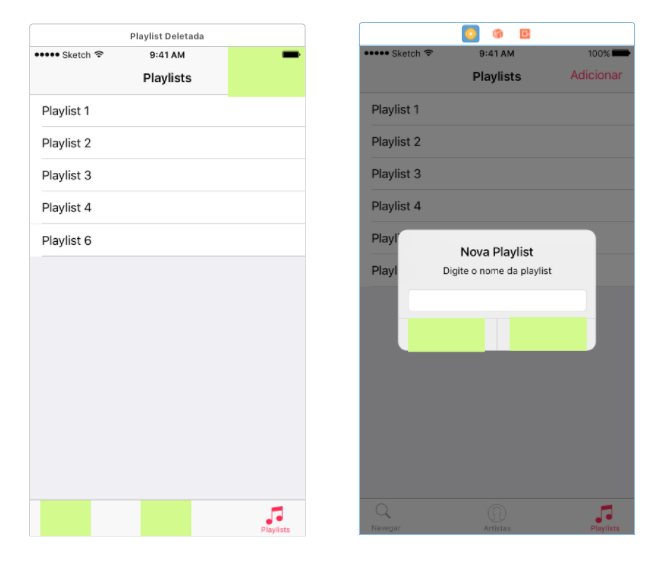 Playlist Deletada
Sketch
9:41 AM
Playlists
Playlist 1
Playlist 2
Playlist 3
Playlist 4
Playlist 6
Playlists
Sketch
9:41 AM
100%
Playlists
Adicionar
Playlist 1
Playlist 2
Playlist 3
Playlist 4
Playl
Playl
Nova Playlist
Digite o nome da playlist
Navegar
Artistas
Playlists